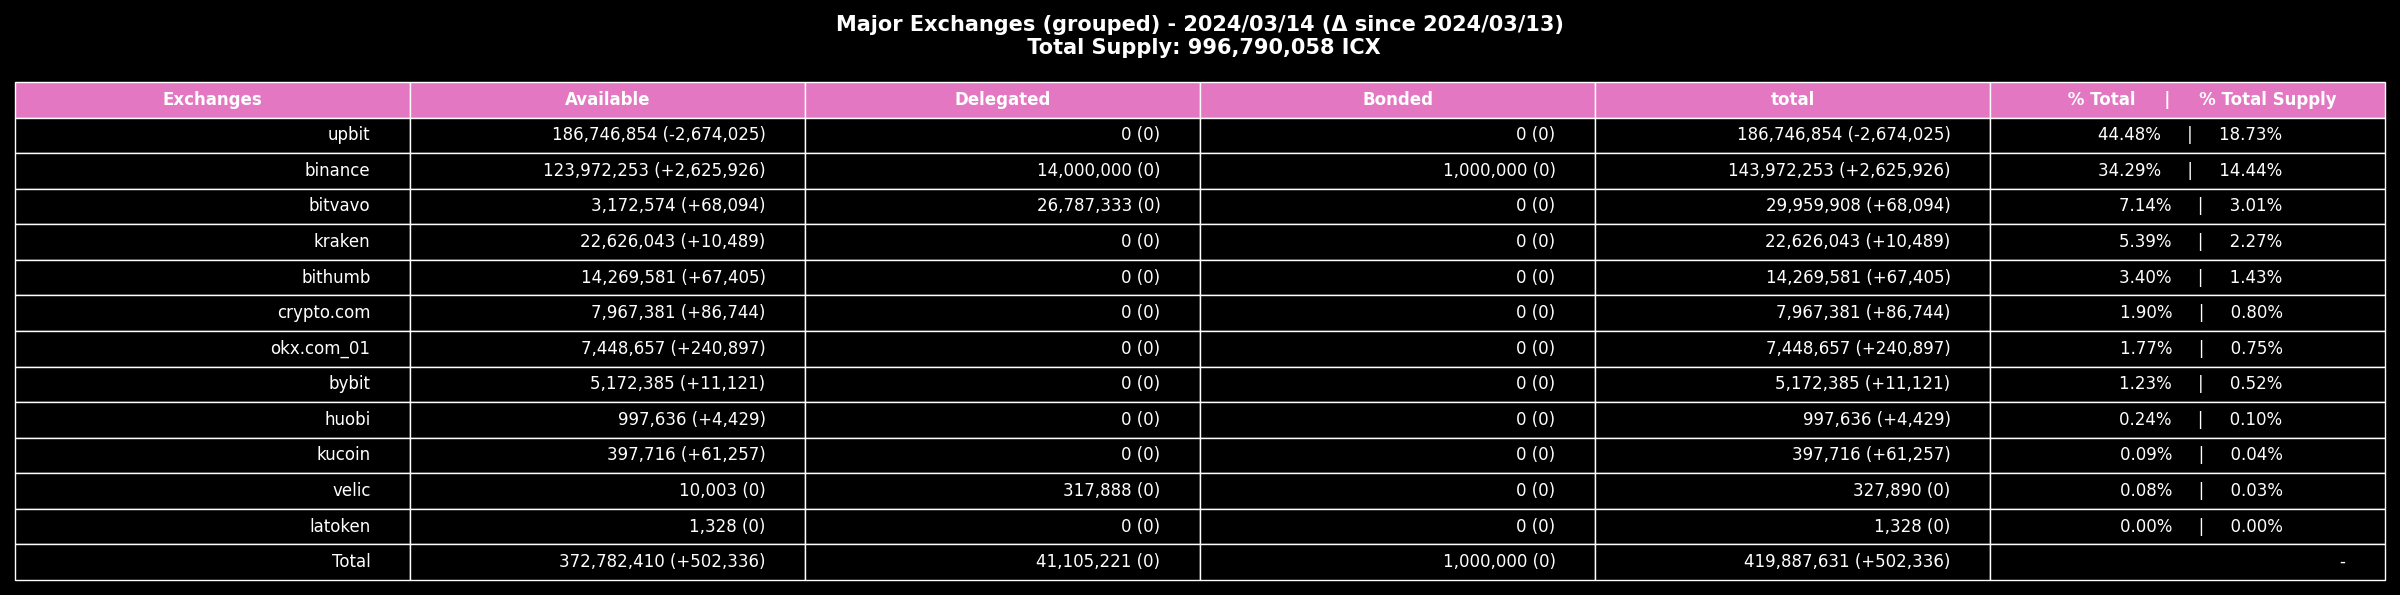 Major Exchanges (grouped) - 2024/03/14 (Δ since 2024/03/13)
Total Supply: 996,790,058 ICX
Exchanges Available Delegated Bonded total % Total | % Total Supply
upbit 186,746,854 (-2,674,025) 0 (0) 0 (0) 186,746,854 (-2,674,025) 44.48% | 18.73%
binance 123,972,253 (+2,625,926) 14,000,000 (0) 1,000,000 (0) 143,972,253 (+2,625,926) 34.29% | 14.44%
bitvavo 3,172,574 (+68,094) 26,787,333 (0) 0 (0) 29,959,908 (+68,094) 7.14% | 3.01%
kraken 22,626,043 (+10,489) 0 (0) 0 (0) 22,626,043 (+10,489) 5.39% | 2.27%
bithumb 14,269,581 (+67,405) 0 (0) 0 (0) 14,269,581 (+67,405) 3.40% | 1.43%
crypto.com 7,967,381 (+86,744) 0 (0) 0 (0) 7,967,381 (+86,744) 1.90% | 0.80%
okx.com_01 7,448,657 (+240,897) 0 (0) 0 (0) 7,448,657 (+240,897) 1.77% | 0.75%
bybit 5,172,385 (+11,121) 0 (0) 0 (0) 5,172,385 (+11,121) 1.23% | 0.52%
huobi 997,636 (+4,429) 0 (0) 0 (0) 997,636 (+4,429) 0.24% | 0.10%
kucoin 397,716 (+61,257) 0 (0) 0 (0) 397,716 (+61,257) 0.09% | 0.04%
velic 10,003 (0) 317,888 (0) 0 (0) 327,890 (0) 0.08% | 0.03%
latoken 1,328 (0) 0 (0) 0 (0) 1,328 (0) 0.00% | 0.00%
Total 372,782,410 (+502,336) 41,105,221 (0) 1,000,000 (0) 419,887,631 (+502,336) -